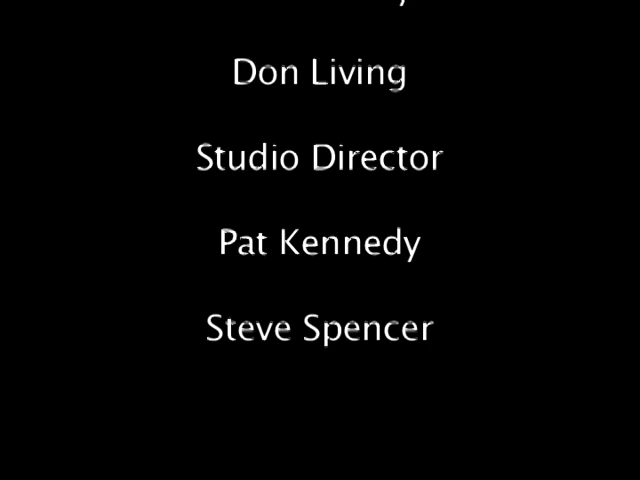 Don Living
Studio Director
Pat Kennedy
Steve Spencer